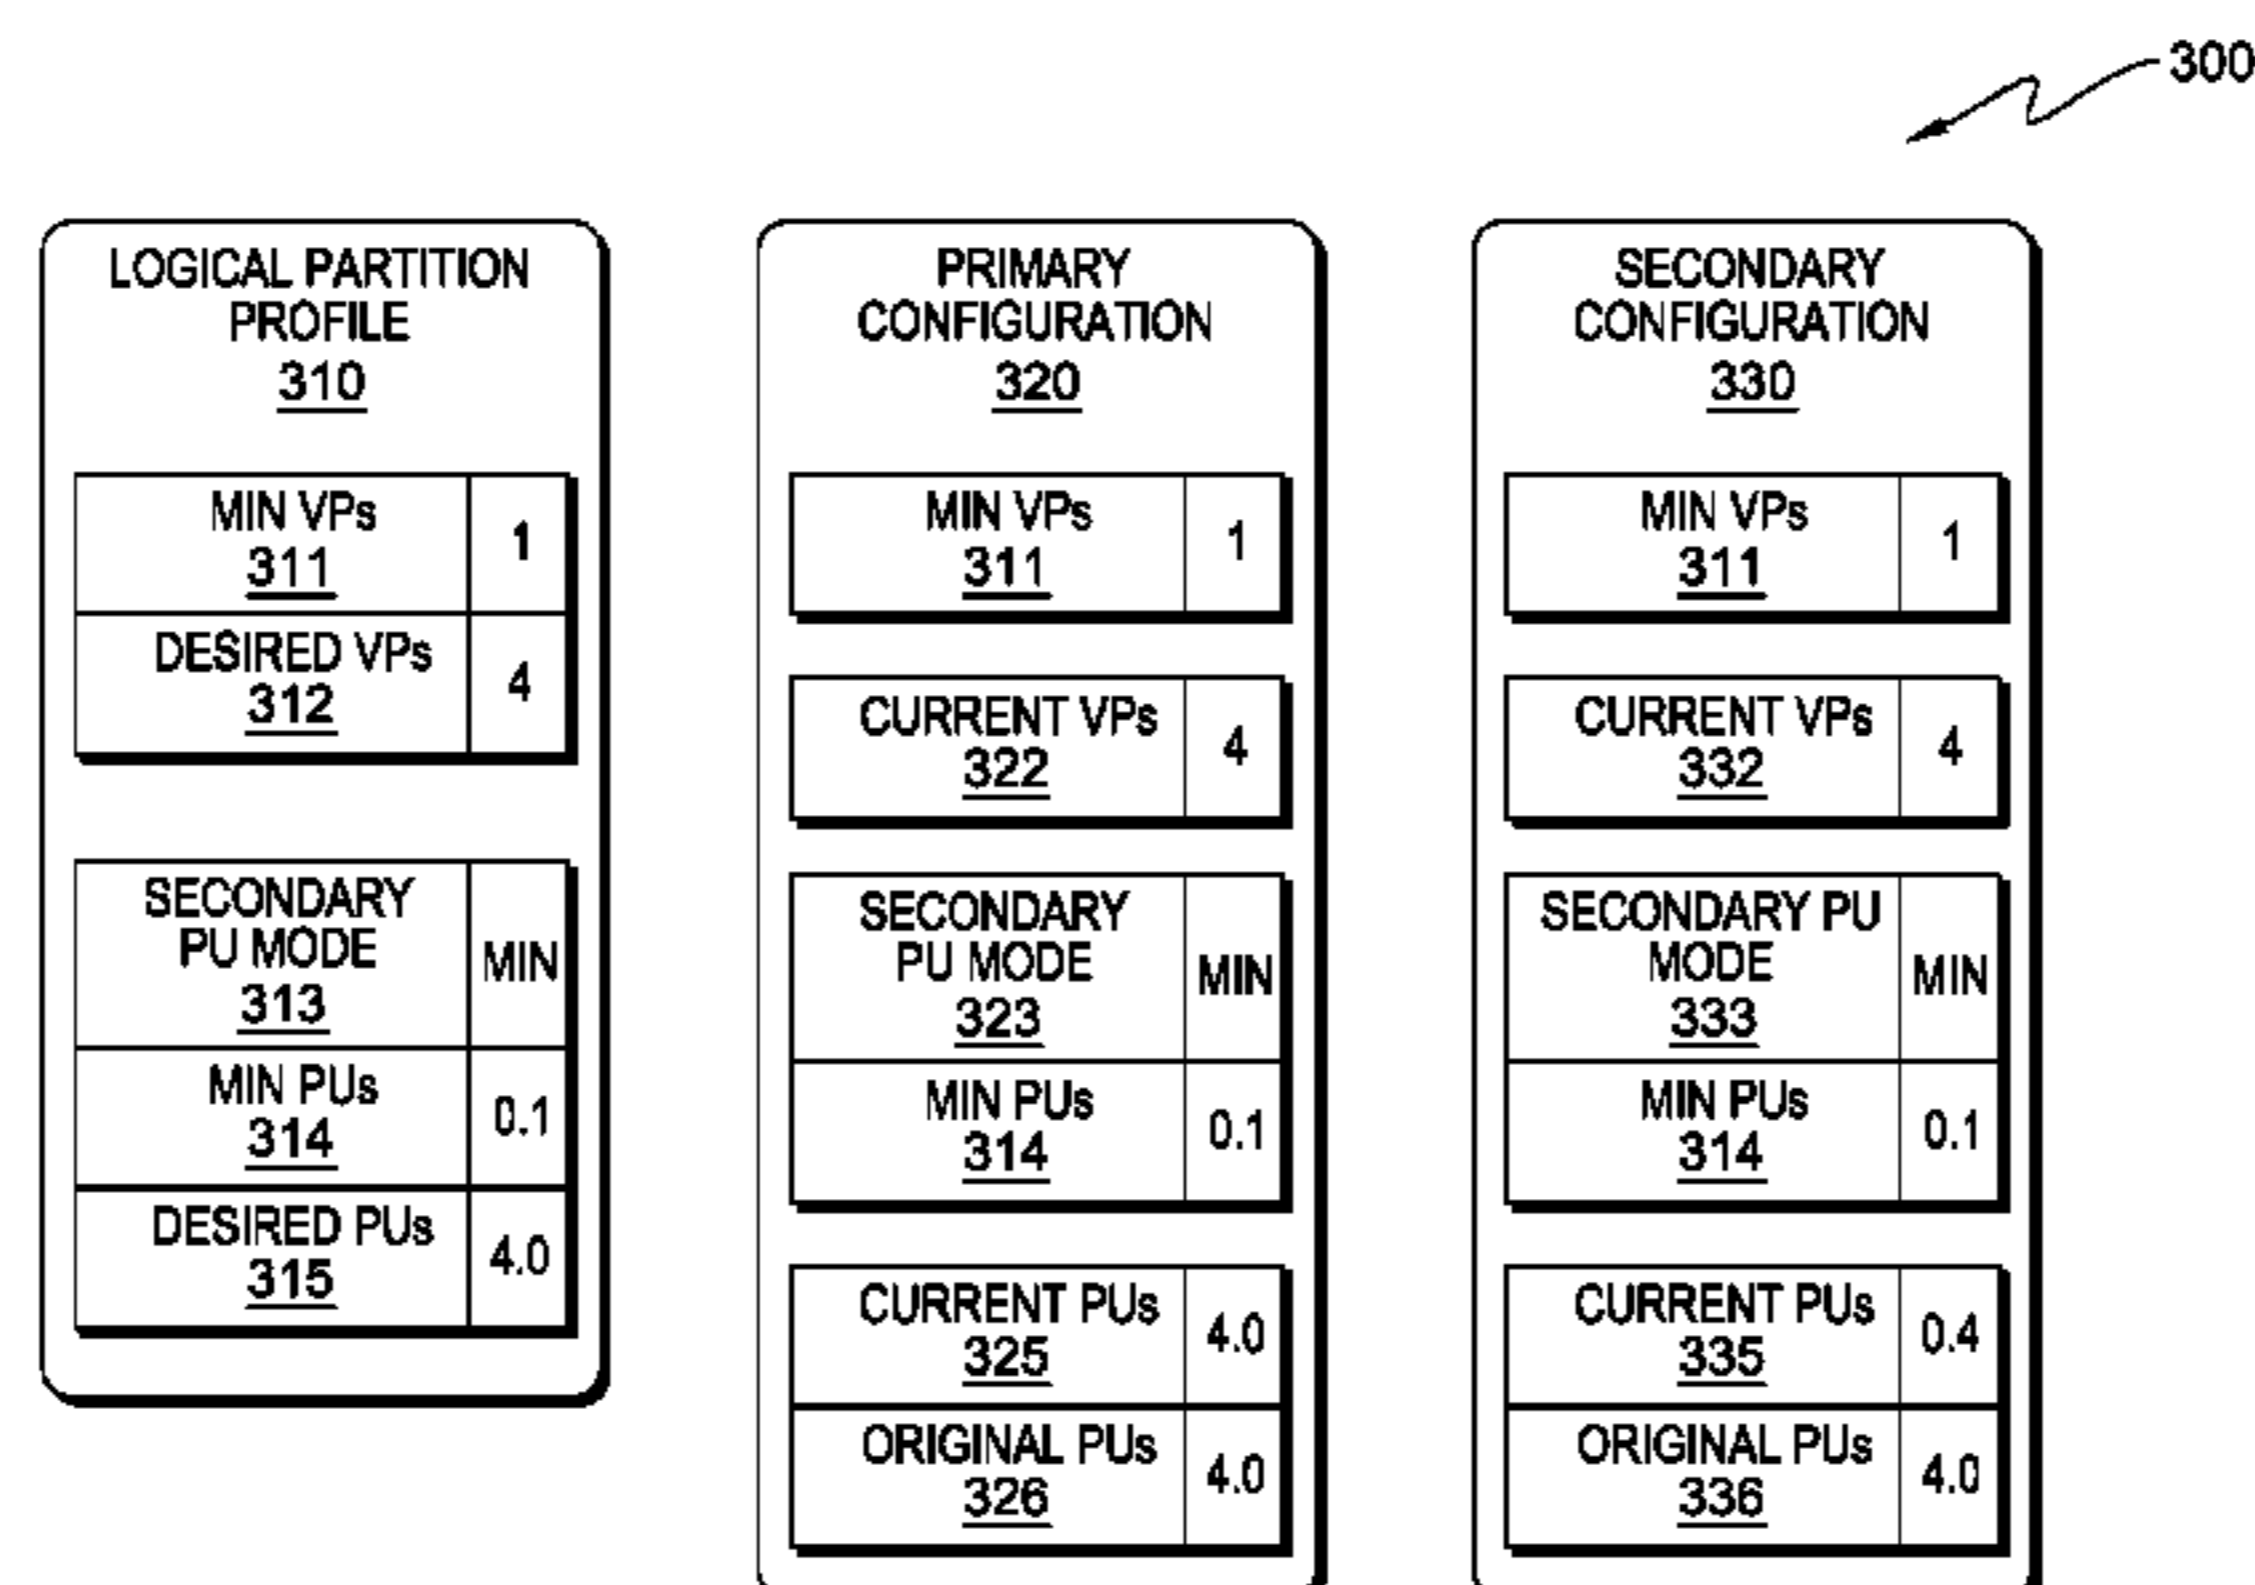 300
LOGICAL PARTITION
PROFILE
310
MIN VPs
311
1
DESIRED VPs
312
4
SECONDARY
PU MODE
313
MIN
MIN PUs
314
0.1
DESIRED PUs
315
4.0
PRIMARY
CONFIGURATION
320
MIN VPs
311
1
CURRENT VPs
322
4
SECONDARY
PU MODE
323
MIN
MIN PUs
314
0.1
CURRENT PUs
325
4.0
ORIGINAL PUs
326
4.0
SECONDARY
CONFIGURATION
330
MIN VPs
311
1
CURRENT VPs
332
4
SECONDARY PU
MODE
333
MIN
MIN PUs
314
0.1
CURRENT PUs
335
0.4
ORIGINAL PUs
336
4.0